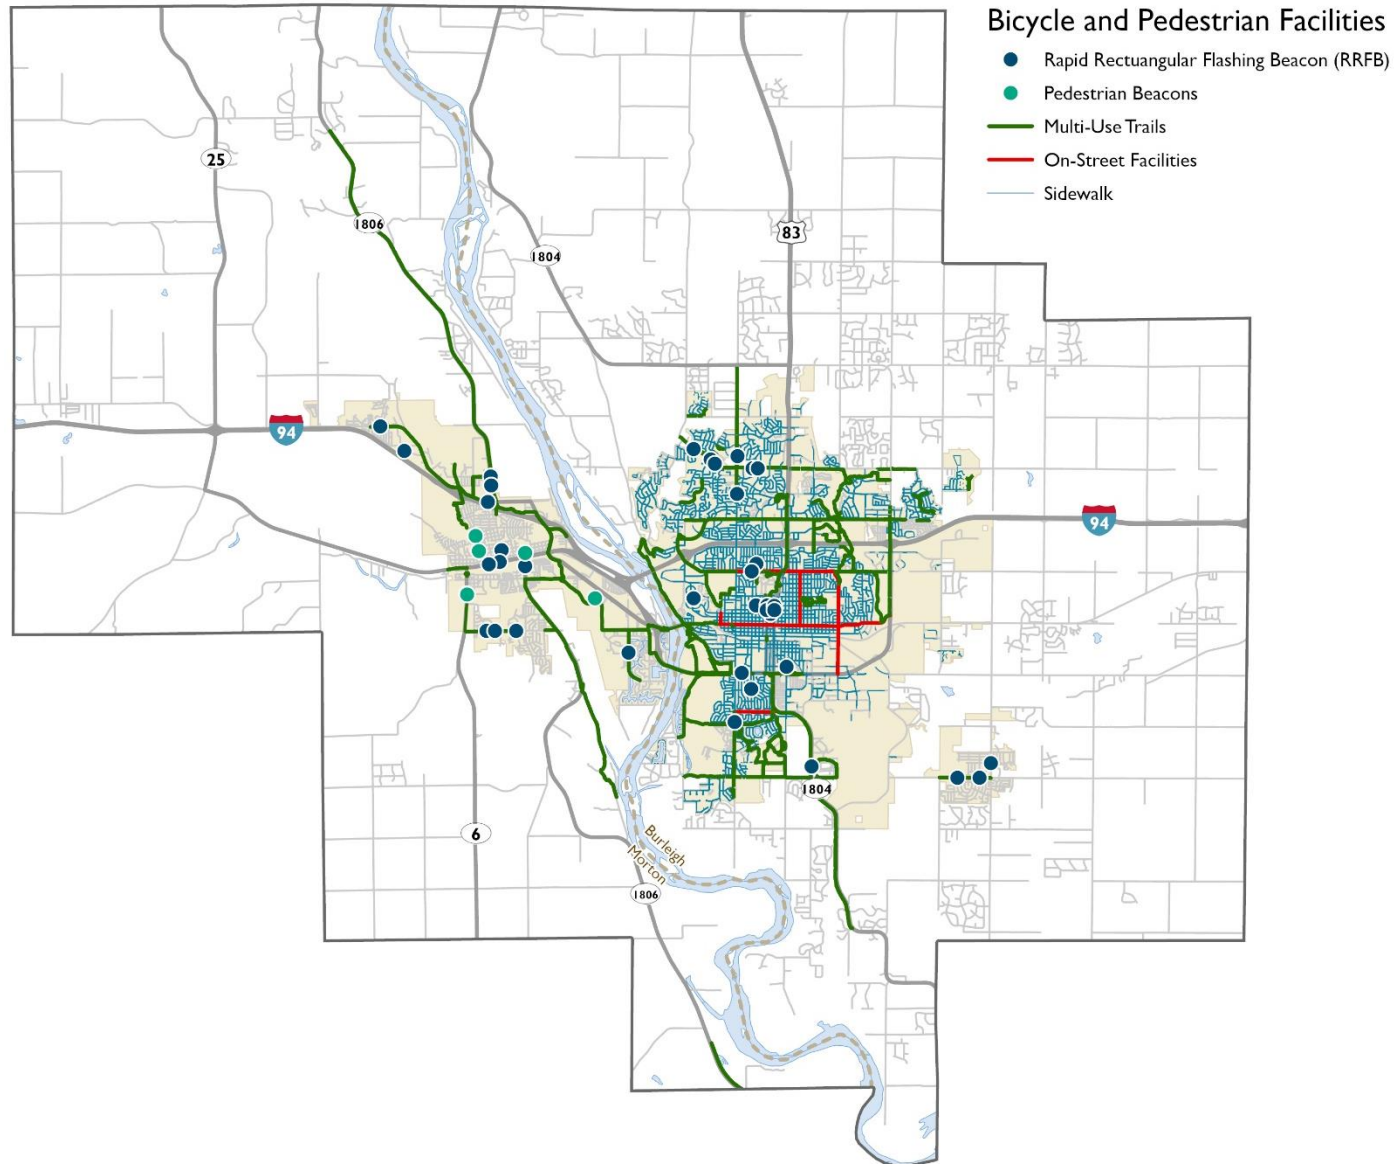 Bicycle and Pedestrian Facilities
Rapid Rectuangular Flashing Beacon (RRFB)
Pedestrian Beacons
Multi-Use Trails
On-Street Facilities
Sidewalk
25
1806
83
1804
94
94
1804
6
Burleigh
Morton
1806